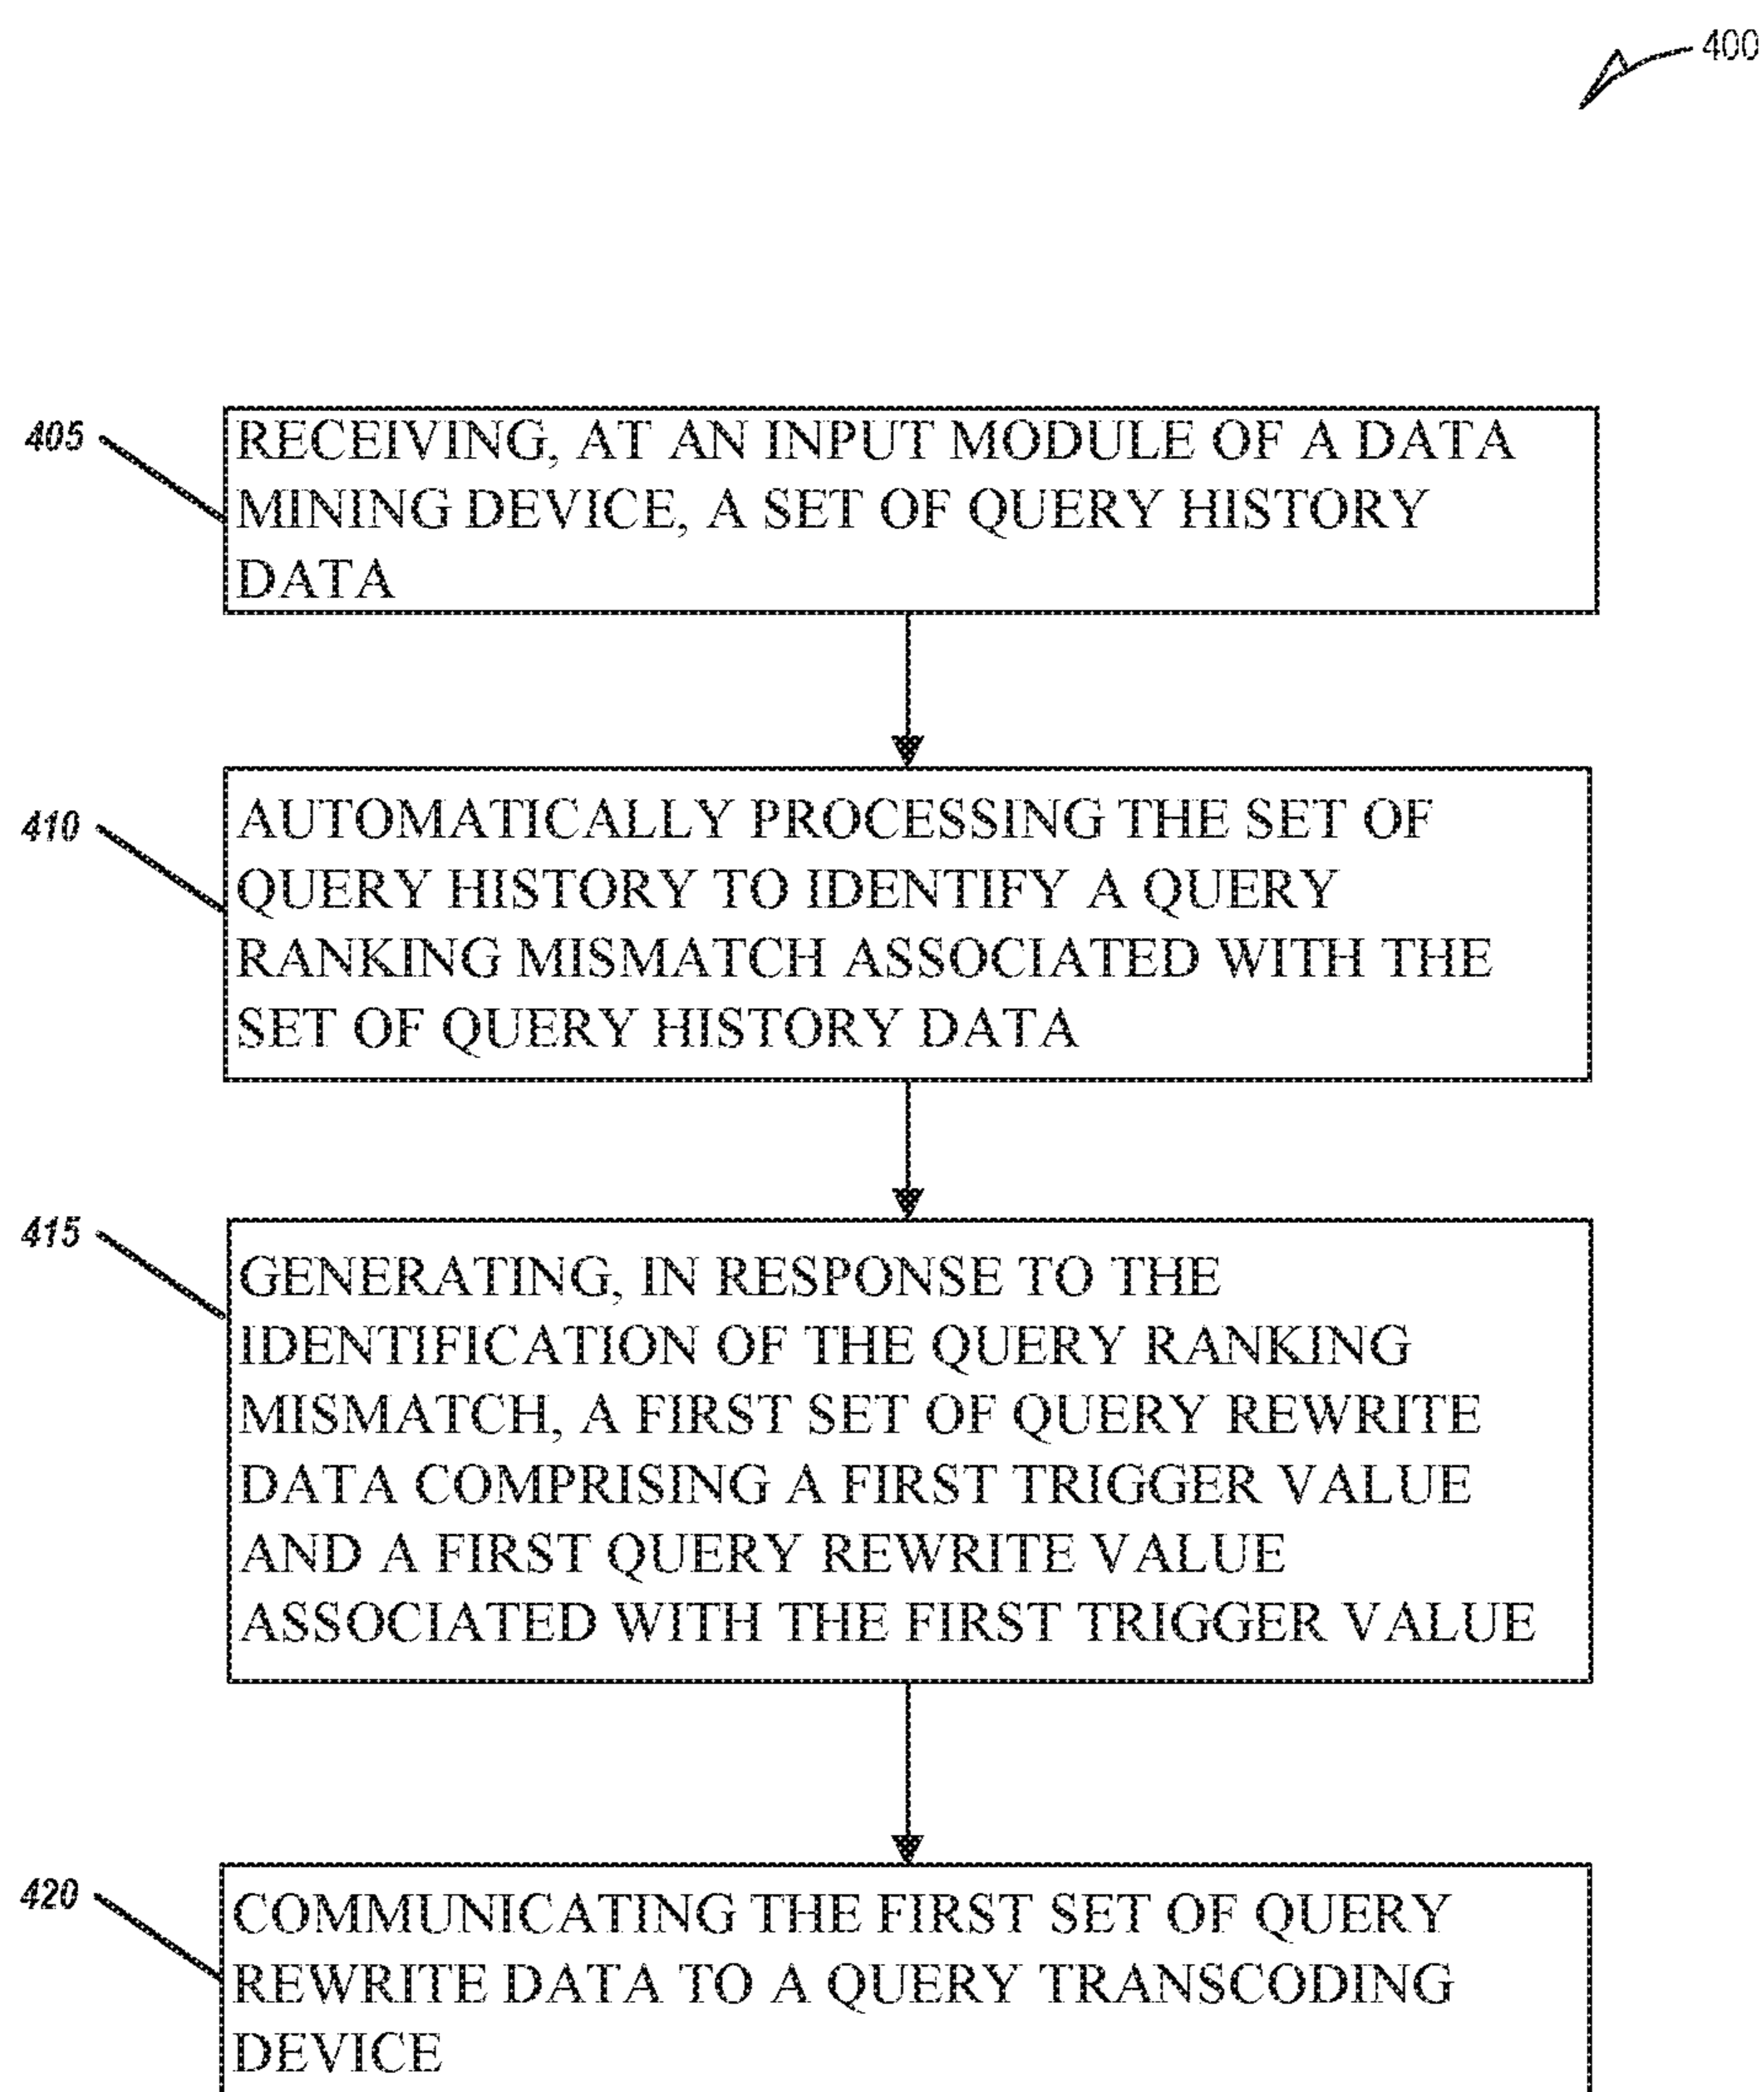 400
405
RECEIVING, AT AN INPUT MODULE OF A DATA
MINING DEVICE, A SET OF QUERY HISTORY
DATA
410
AUTOMATICALLY PROCESSING THE SET OF
QUERY HISTORY TO IDENTIFY A QUERY
RANKING MISMATCH ASSOCIATED WITH THE
SET OF QUERY HISTORY DATA
415
GENERATING, IN RESPONSE TO THE
IDENTIFICATION OF THE QUERY RANKING
MISMATCH, A FIRST SET OF QUERY REWRITE
DATA COMPRISING A FIRST TRIGGER VALUE
AND A FIRST QUERY REWRITE VALUE
ASSOCIATED WITH THE FIRST TRIGGER VALUE
420
COMMUNICATING THE FIRST SET OF QUERY
REWRITE DATA TO A QUERY TRANSCODING
DEVICE